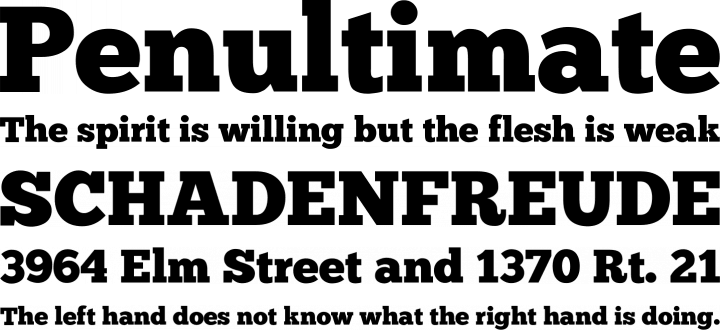 Penultimate
The spirit is willing but the flesh is weak
SCHADENFREUDE
3964 Elm Street and 1370 Rt. 21
The left hand does not know what the right hand is doing.